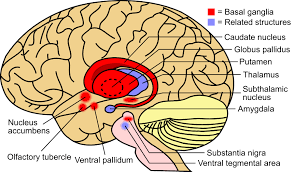 = Basal ganglia
= Related structures
Caudate nucleus
Globus pallidus
Putamen
Thalamus
Subthalamic
nucleus
Amygdala
Nucleus
accumbens
Olfactory tubercle
Ventral pallidum
Substantia nigra
Ventral tegmental area